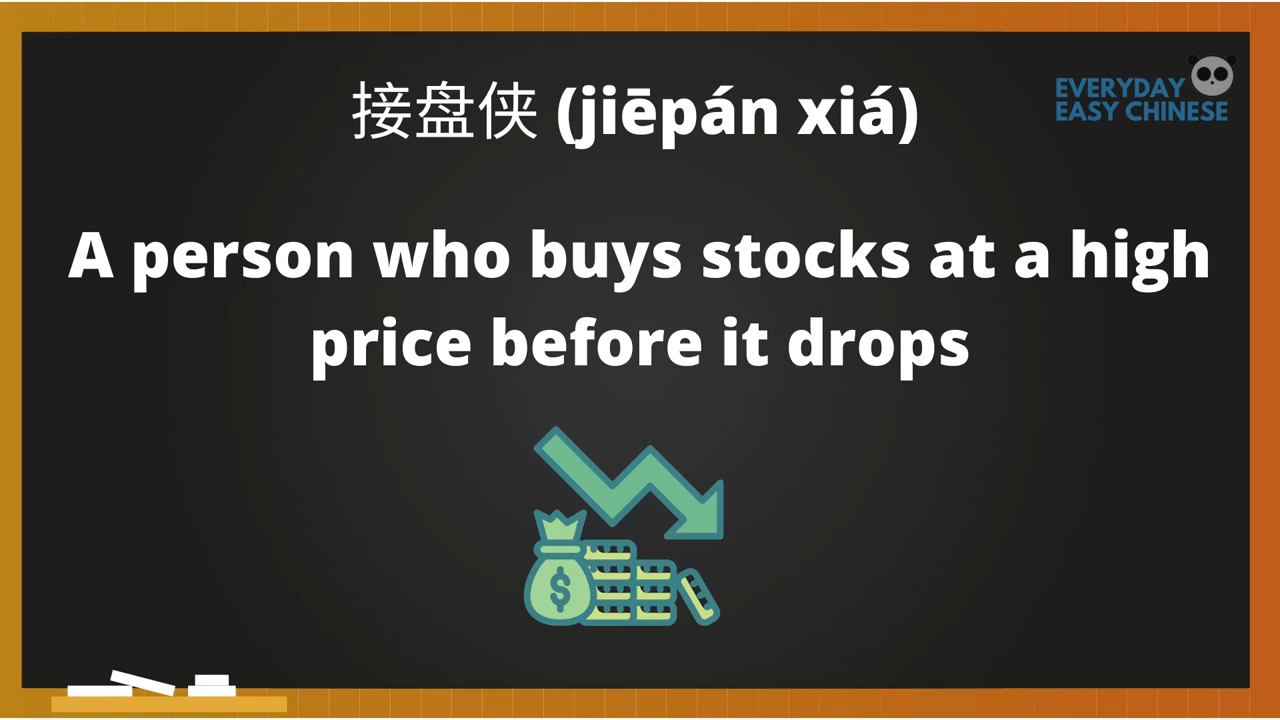 接盘侠 (jiēpán xiá)
EVERYDAY
EASY CHINESE
A person who buys stocks at a high
price before it drops
$